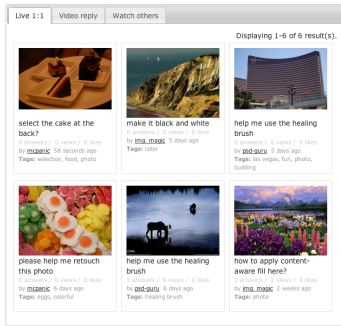 Live 1:1
Video reply
Watch others
Displaying 1-6 of 6 result(s).
select the cake at the
back?
0 answers / 0 views / 0 likes
by mcpanic 58 seconds ago
Tags: selection, food, photo
make it black and white
0 answers / 0 views / 0 likes
by img_magic 5 days ago
Tags: color
help me use the healing
brush
0 answers / 0 views / 0 likes
by psd-guru 5 days ago
Tags: las vegas, fun, photo,
building
please help me retouch
this photo
0 answers / 0 views / 0 likes
by mcpanic 6 days ago
Tags: eggs, colorful
help me use the healing
brush
1 answers / 6 views / 0 likes
by psd-guru 6 days ago
Tags: healing brush
how to apply content-
aware fill here?
1 answers / 2 views / 0 likes
by img_magic 2 weeks ago
Tags: photo